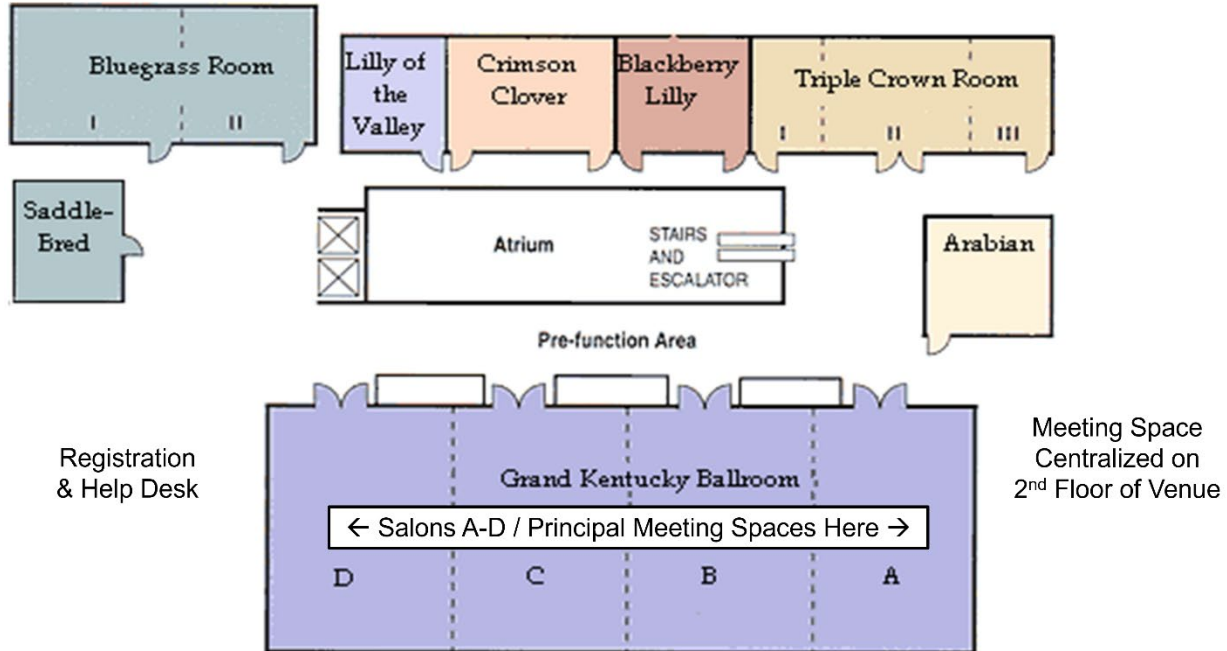 Bluegrass Room
I
II
Lilly of
the
Valley
Crimson
Clover
Blackberry
Lilly
Triple Crown Room
I
II
III
Saddle-
Bred
Atrium
STAIRS
AND
ESCALATOR
Arabian
Pre-function Area
Registration
& Help Desk
Grand Kentucky Ballroom
← Salons A-D / Principal Meeting Spaces Here →
D
C
B
A
Meeting Space
Centralized on
2nd Floor of Venue